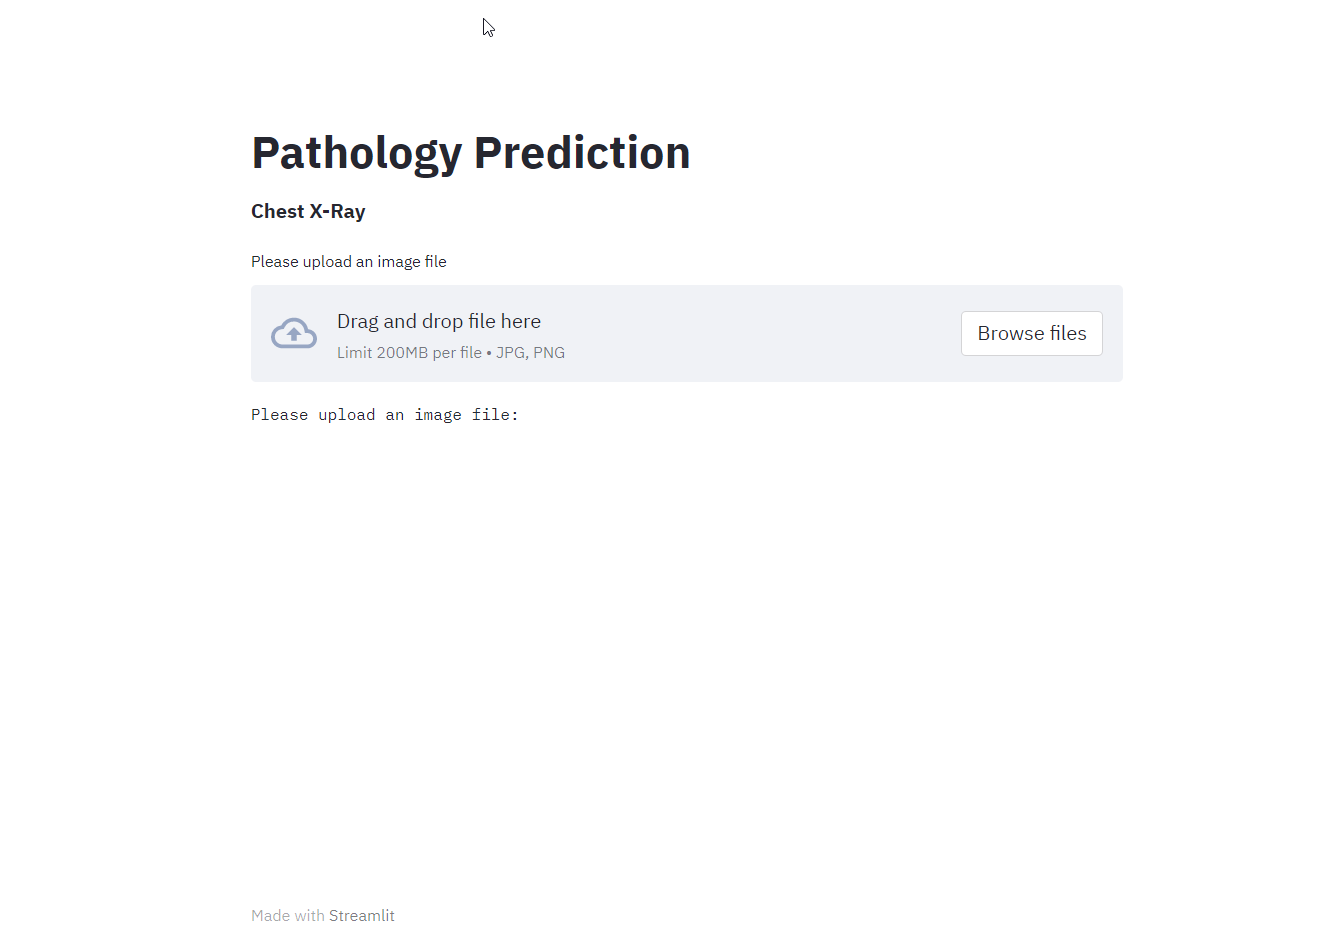 Pathology Prediction
Chest X-Ray
Please upload an image file
Drag and drop file here
Limit 200MB per file • JPG, PNG
Browse files
Please upload an image file:
Made with Streamlit